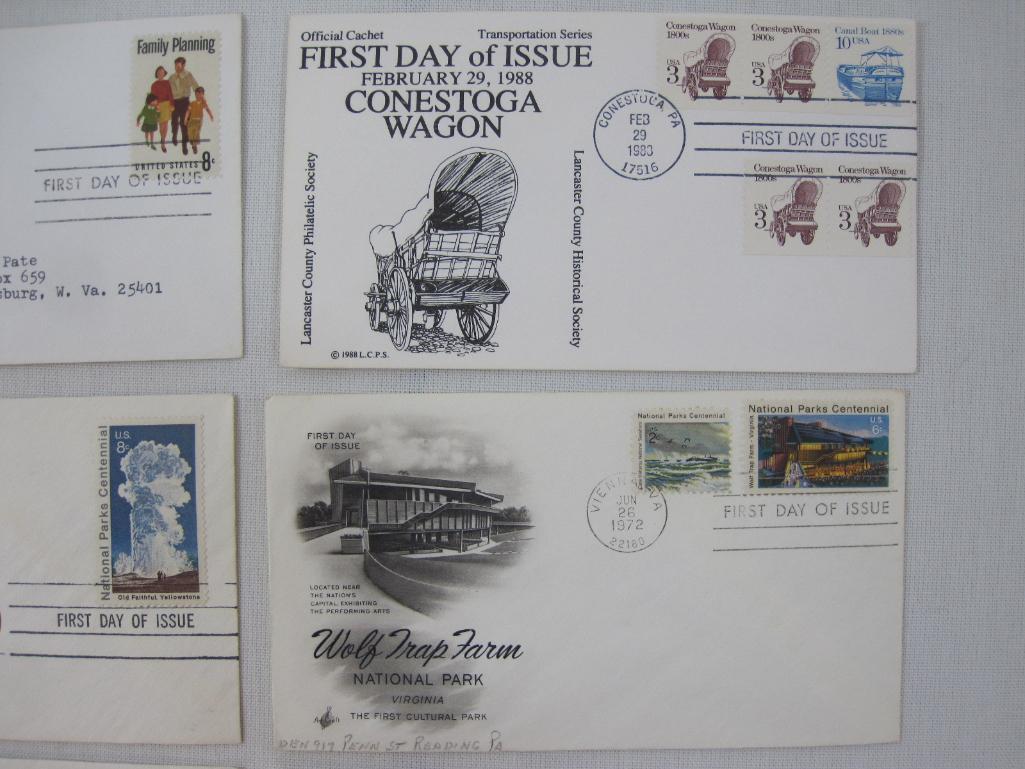 Family Planning
UNITED STATES 8c
FIRST DAY OF ISSUE
Pate
ox 659
sburg, W. Va. 25401
Official Cachet Transportation Series
FIRST DAY of ISSUE
FEBRUARY 29, 1988
CONESTOGA
WAGON
Lancaster County Philatelic Society
Lancaster County Historical Society
© 1988 L.C.P.S.
Conestoga Wagon
1800s
USA
3
Conestoga Wagon
1800s
USA
3
Canal Boat 1880s
10 USA
CONESTOGA, PA
FEB
29
1988
17516
FIRST DAY OF ISSUE
Conestoga Wagon
1800s
USA
3
Conestoga Wagon
1800s
USA
3
U.S.
8c
National Parks Centennial
Old Faithful, Yellowstone
FIRST DAY OF ISSUE
FIRST DAY
OF ISSUE
LOCATED NEAR
THE NATION'S
CAPITAL EXHIBITING
THE PERFORMING ARTS
Wolf Trap Farm
NATIONAL PARK
VIRGINIA
THE FIRST CULTURAL PARK
PENN ST READING PA
National Parks Centennial
2c
National Parks Centennial
U.S.
6c
Wolf Trap Farm - Virginia
VIENNA VA
JUN
26
1972
22180
FIRST DAY OF ISSUE